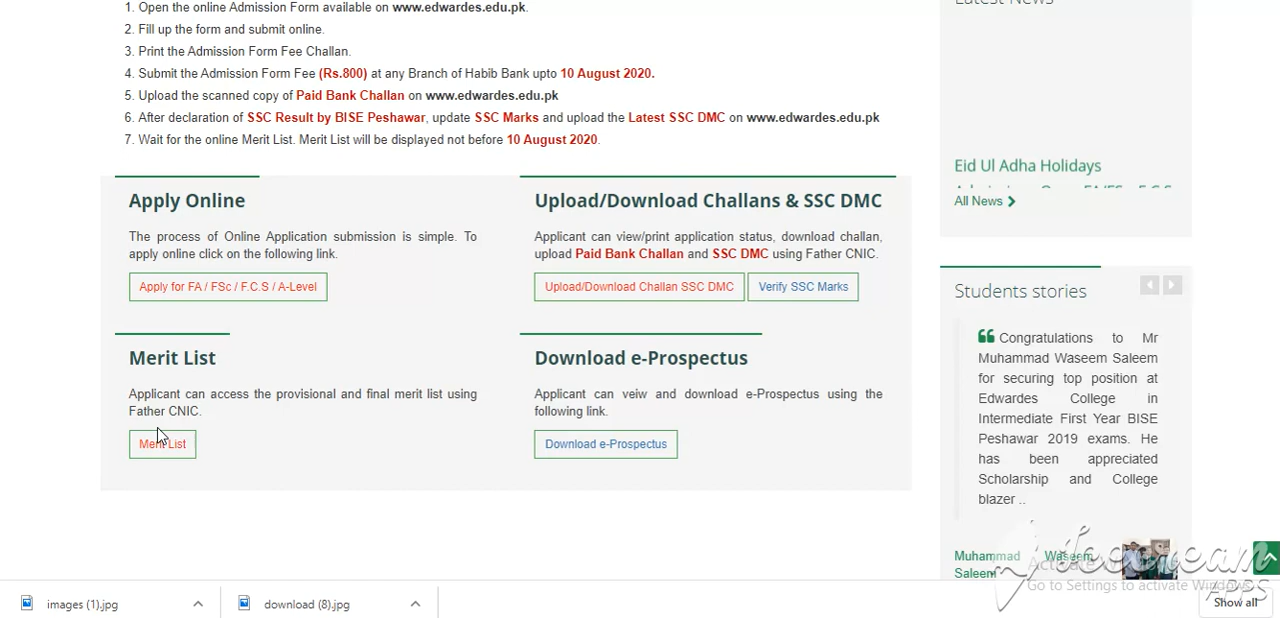 1. Open the online Admission Form available on www.edwardes.edu.pk.
2. Fill up the form and submit online.
3. Print the Admission Form Fee Challan.
4. Submit the Admission Form Fee (Rs.800) at any Branch of Habib Bank upto 10 August 2020.
5. Upload the scanned copy of Paid Bank Challan on www.edwardes.edu.pk
6. After declaration of SSC Result by BISE Peshawar, update SSC Marks and upload the Latest SSC DMC on www.edwardes.edu.pk
7. Wait for the online Merit List. Merit List will be displayed not before 10 August 2020.
Apply Online
The process of Online Application submission is simple. To
apply online click on the following link.
Apply for FA / FSc / F.C.S / A-Level
Upload/Download Challans & SSC DMC
Applicant can view/print application status, download challan,
upload Paid Bank Challan and SSC DMC using Father CNIC.
Upload/Download Challan SSC DMC
Verify SSC Marks
Merit List
Applicant can access the provisional and final merit list using
Father CNIC.
Merit List
Download e-Prospectus
Applicant can veiw and download e-Prospectus using the
following link.
Download e-Prospectus
Latest News
Eid Ul Adha Holidays
All News
Students stories
Congratulations to Mr
Muhammad Waseem Saleem
for securing top position at
Edwardes College in
Intermediate First Year BISE
Peshawar 2019 exams. He
has been appreciated
Scholarship and College
blazer ..
Muhammad Waseem
Saleem
Go to Settings to activate Windows.
APPS
images (1).jpg
download (8).jpg
Show all